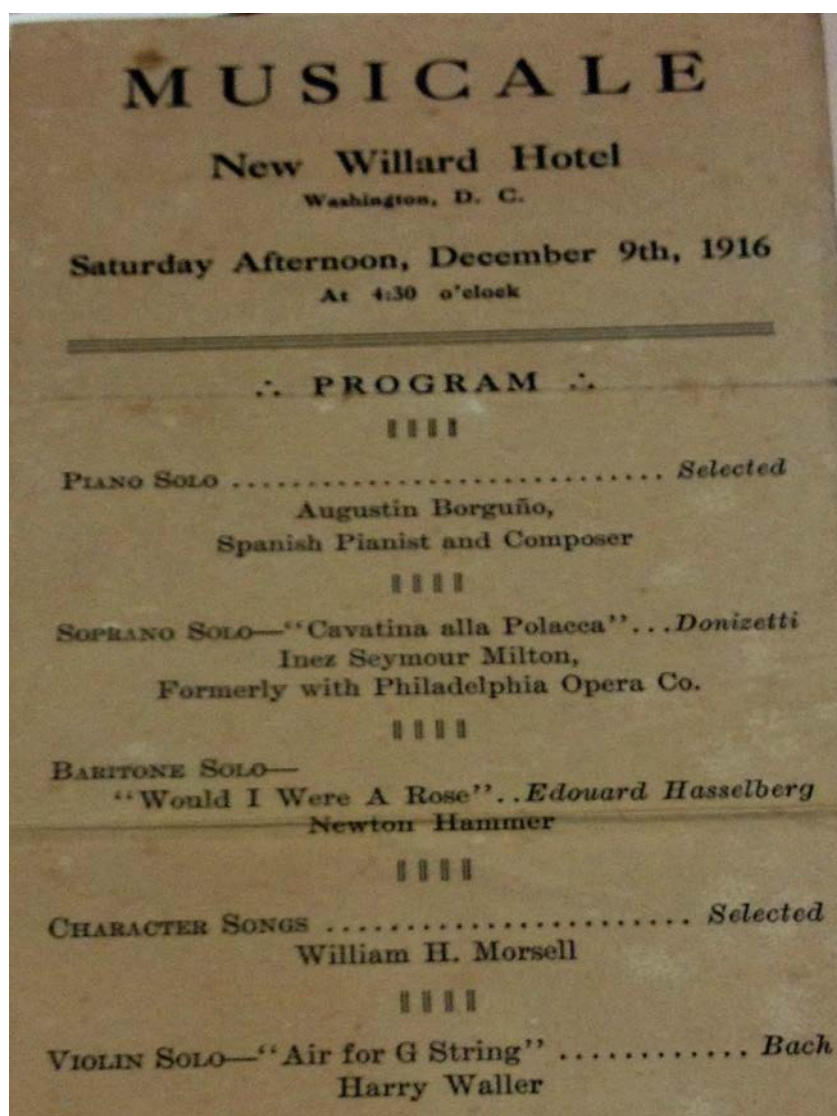 MUSICALE
New Willard Hotel
Washington, D. C.
Saturday Afternoon, December 9th, 1916
At 4:30 o'clock
∴ PROGRAM ∴
PIANO SOLO .............................. Selected
Augustin Borguño,
Spanish Pianist and Composer
SOPRANO SOLO—"Cavatina alla Polacca"...Donizetti
Inez Seymour Milton,
Formerly with Philadelphia Opera Co.
BARITONE SOLO—
"Would I Were A Rose"..Edouard Hasselberg
Newton Hammer
CHARACTER SONGS ........................ Selected
William H. Morsell
VIOLIN SOLO—"Air for G String" ............ Bach
Harry Waller